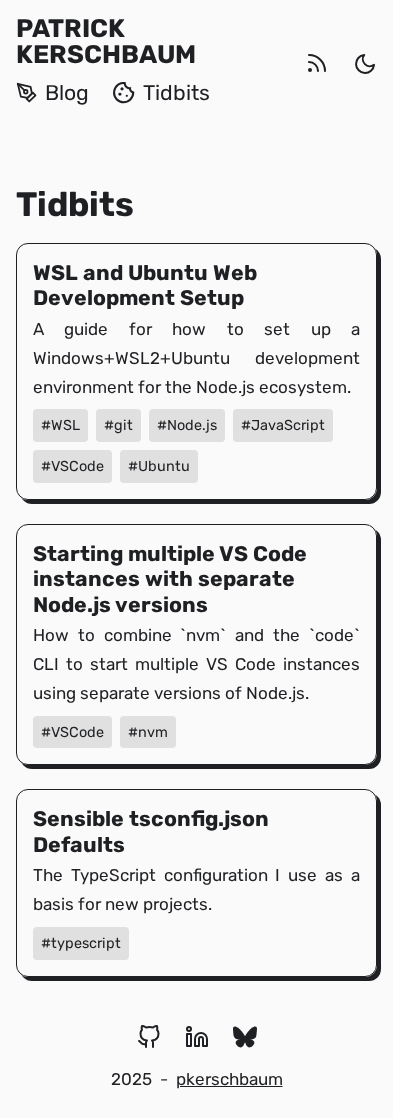 PATRICK
KERSCHBAUM
Blog Tidbits
Tidbits
WSL and Ubuntu Web
Development Setup
A guide for how to set up a
Windows+WSL2+Ubuntu development
environment for the Node.js ecosystem.
#WSL #git #Node.js #JavaScript
#VSCode #Ubuntu
Starting multiple VS Code
instances with separate
Node.js versions
How to combine `nvm` and the `code`
CLI to start multiple VS Code instances
using separate versions of Node.js.
#VSCode #nvm
Sensible tsconfig.json
Defaults
The TypeScript configuration I use as a
basis for new projects.
#typescript
2025 - pkerschbaum